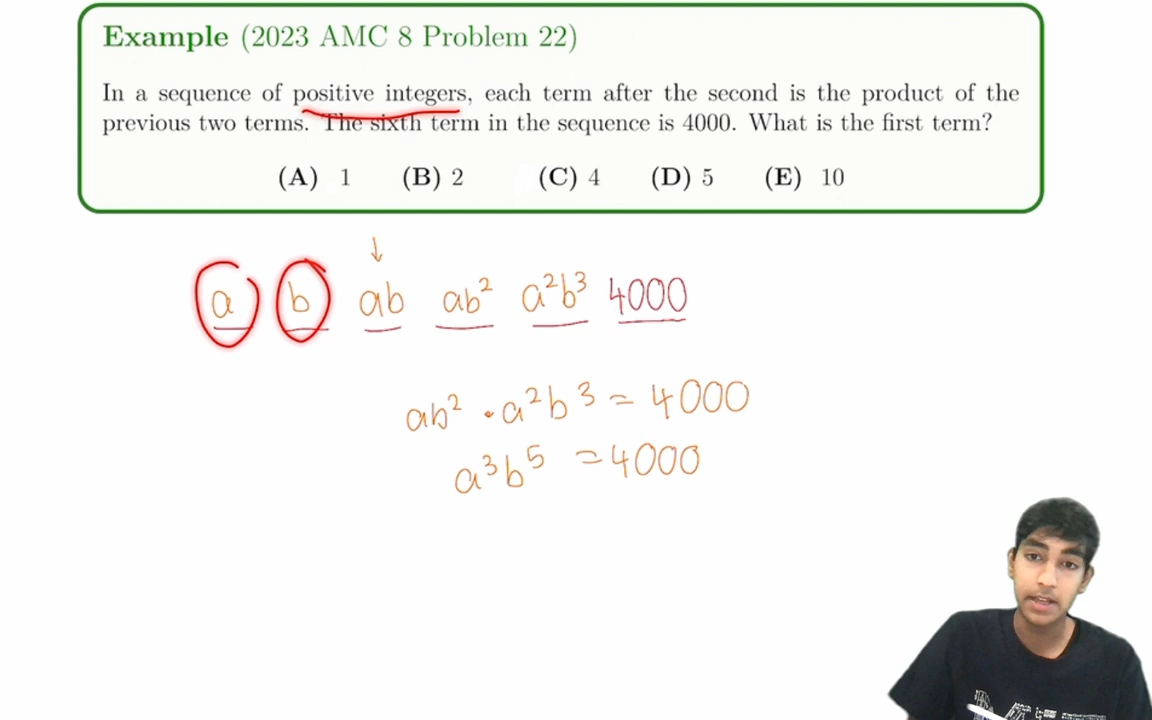 Example (2023 AMC 8 Problem 22)
In a sequence of positive integers, each term after the second is the product of the
previous two terms. The sixth term in the sequence is 4000. What is the first term?
(A) 1 (B) 2 (C) 4 (D) 5 (E) 10
↓
a b ab ab² a²b³ 4000
ab² · a²b³ = 4000
a³b⁵ = 4000